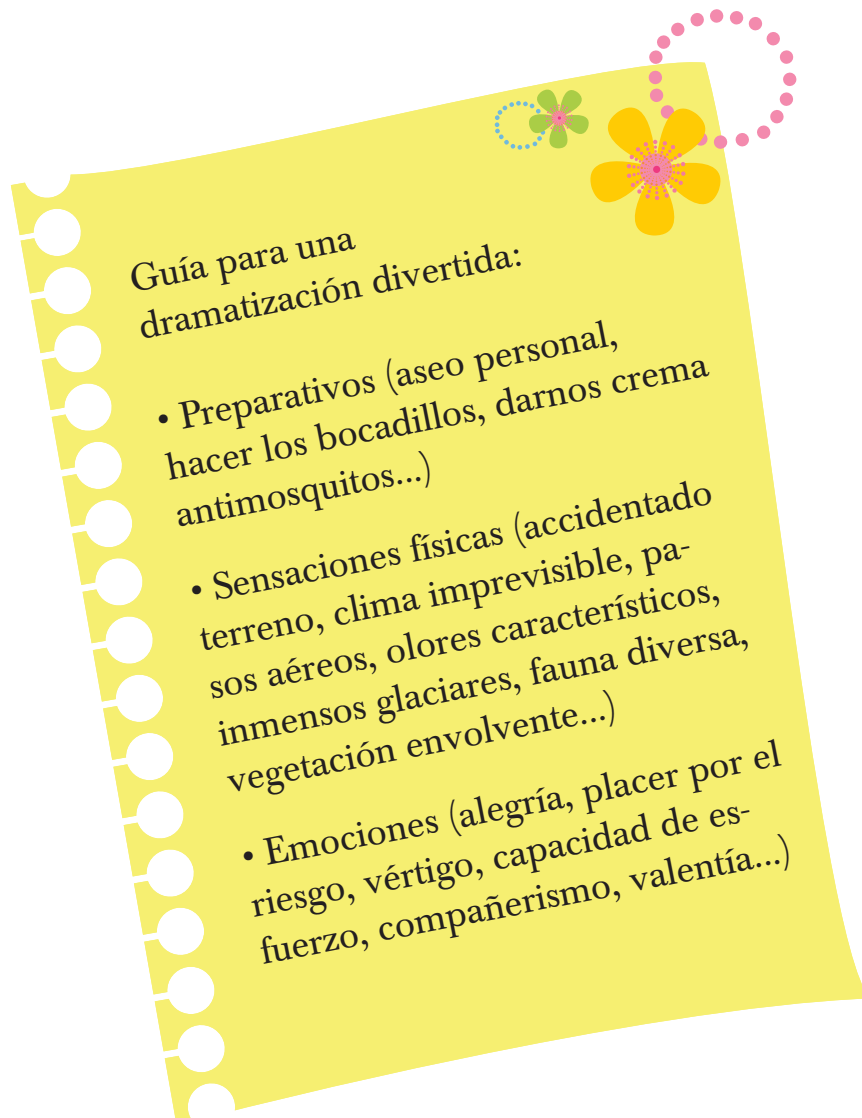 Guía para una
dramatización divertida:
• Preparativos (aseo personal,
hacer los bocadillos, darnos crema
antimosquitos...)
• Sensaciones físicas (accidentado
terreno, clima imprevisible, pa-
sos aéreos, olores característicos,
inmensos glaciares, fauna diversa,
vegetación envolvente...)
• Emociones (alegría, placer por el
riesgo, vértigo, capacidad de es-
fuerzo, compañerismo, valentía...)